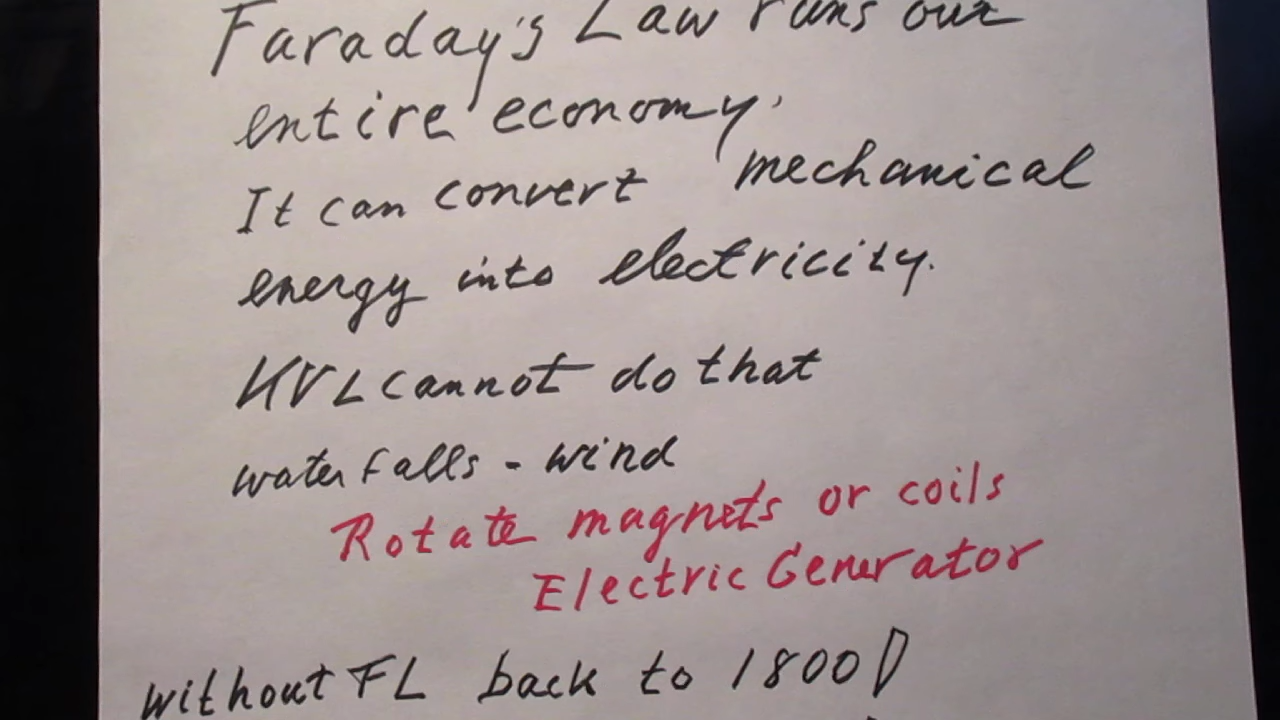 Faraday's Law runs our
entire economy.
It can convert mechanical
energy into electricity.
KVL cannot do that
waterfalls - wind
Rotate magnets or coils
Electric Generator
without FL back to 1800!